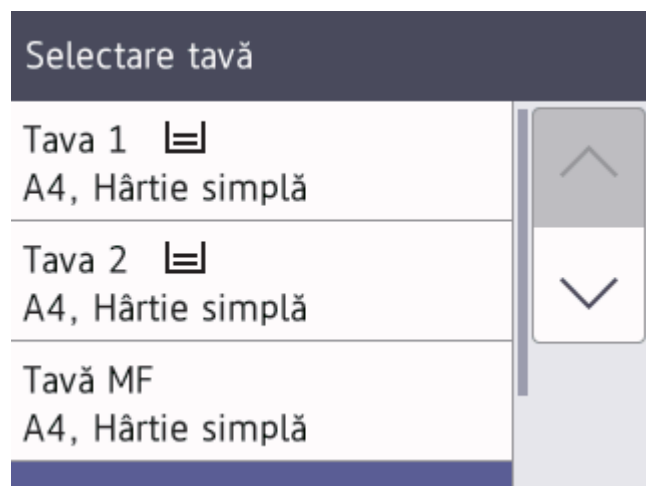 Selectare tavă
Tava 1
A4, Hârtie simplă
Tava 2
A4, Hârtie simplă
Tavă MF
A4, Hârtie simplă